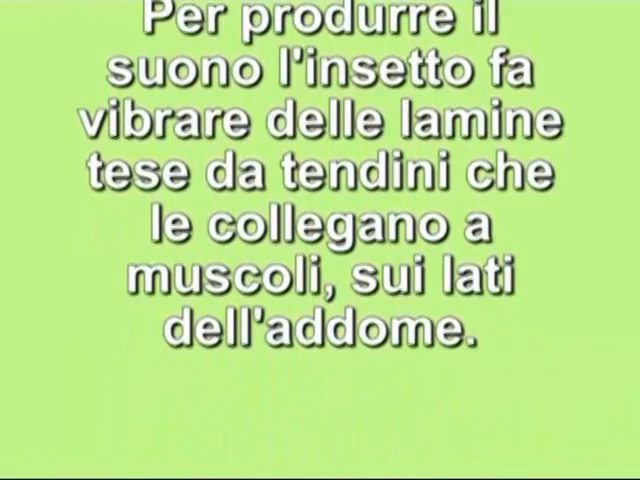 Per produrre il
suono l'insetto fa
vibrare delle lamine
tese da tendini che
le collegano a
muscoli, sui lati
dell'addome.